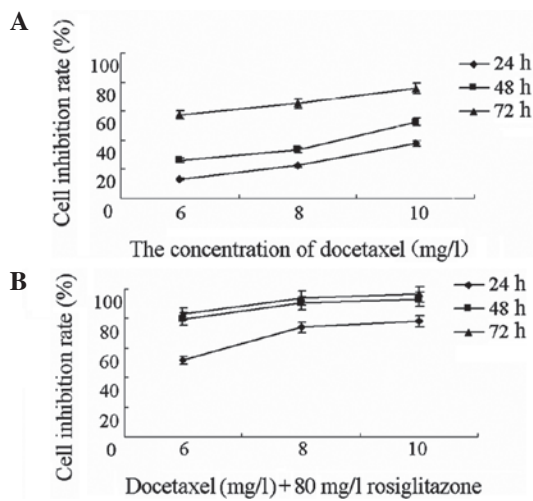 A
Cell inhibition rate (%)
100
80
60
40
20
0
6 8 10
The concentration of docetaxel (mg/l)
24 h
48 h
72 h
B
Cell inhibition rate (%)
100
80
60
40
20
0
6 8 10
Docetaxel (mg/l) + 80 mg/l rosiglitazone
24 h
48 h
72 h